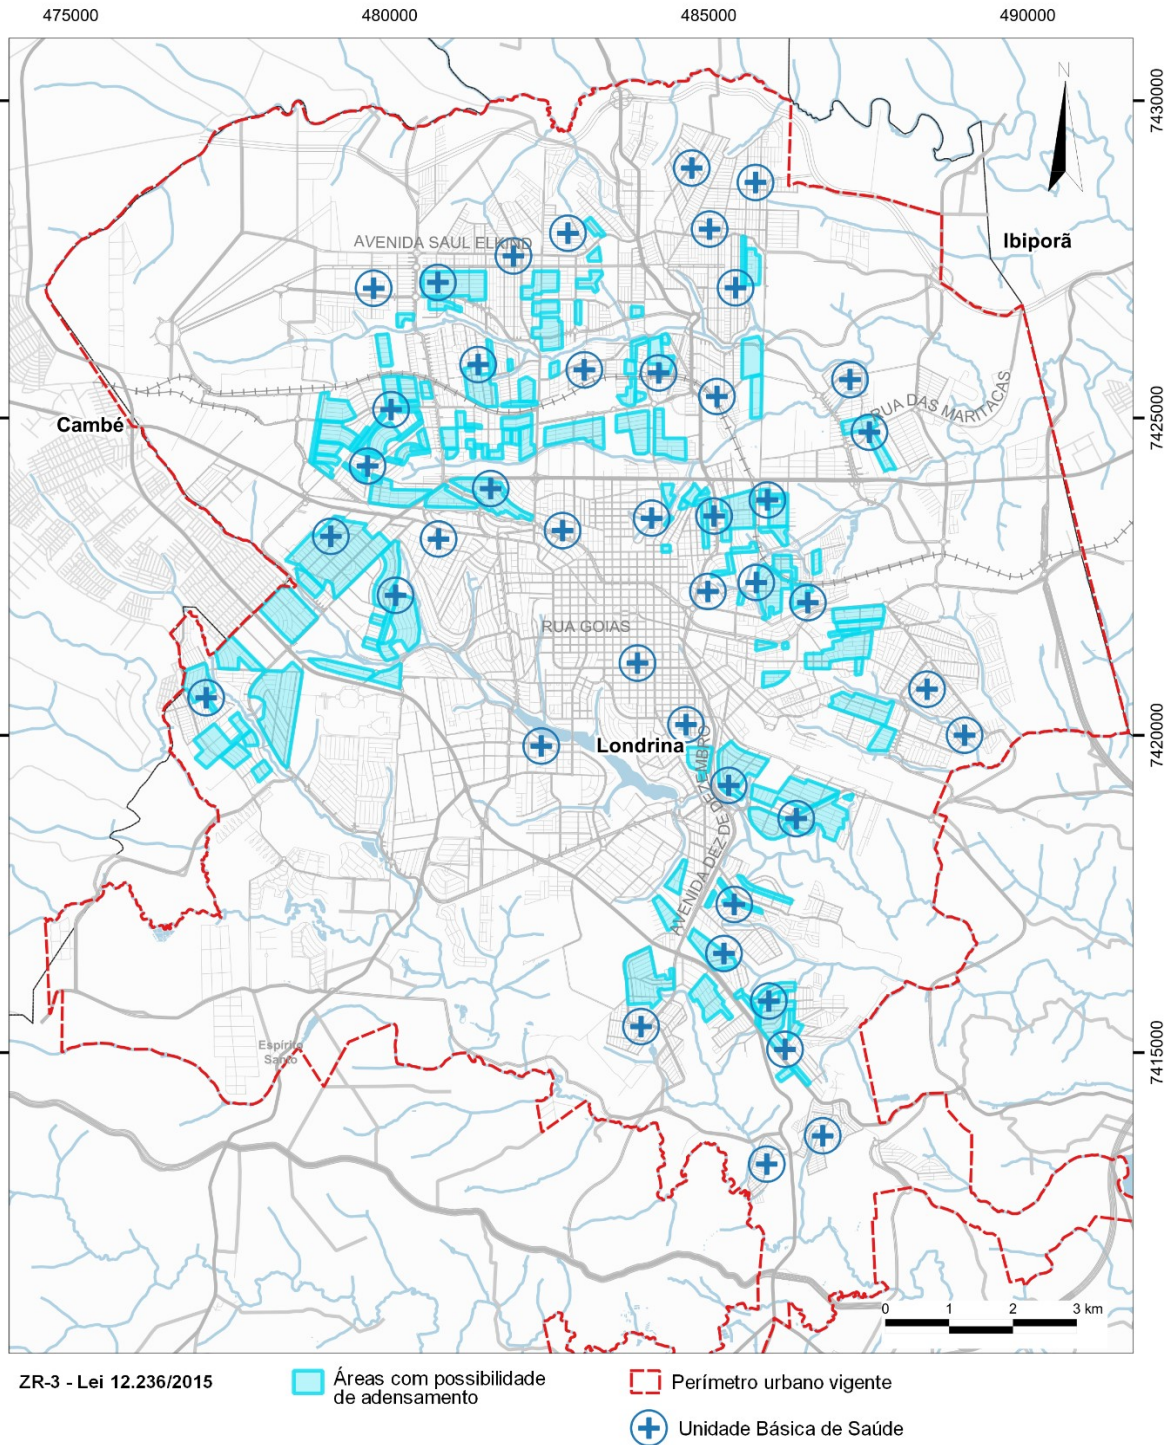 475000 480000 485000 490000
N
7430000
AVENIDA SAUL ELKIND
Ibiporã
RUA DAS MARITACAS
Cambé
7425000
RUA GOIAS
Londrina
7420000
AVENIDA DEZ DE DEZEMBRO
Espírito
Santo
7415000
0 1 2 3 km
ZR-3 - Lei 12.236/2015
Áreas com possibilidade
de adensamento
Perímetro urbano vigente
Unidade Básica de Saúde